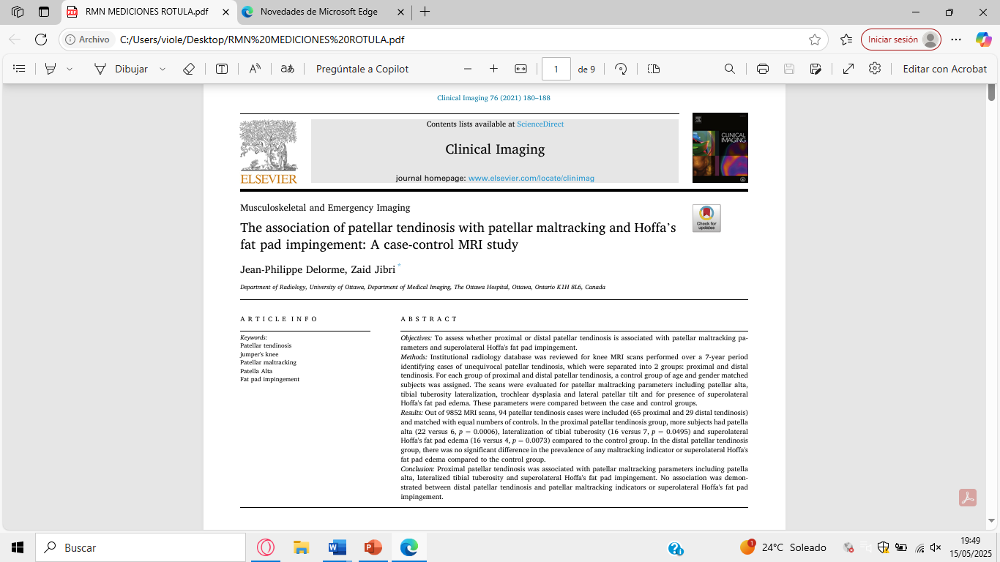 RMN MEDICIONES ROTULA.pdf
Novedades de Microsoft Edge
Archivo
C:/Users/viole/Desktop/RMN%20MEDICIONES%20ROTULA.pdf
Iniciar sesión
Dibujar
Pregúntale a Copilot
1
de 9
Editar con Acrobat
Clinical Imaging 76 (2021) 180–188
Contents lists available at ScienceDirect
Clinical Imaging
journal homepage: www.elsevier.com/locate/clinimag
ELSEVIER
CLINICAL
IMAGING
Musculoskeletal and Emergency Imaging
The association of patellar tendinosis with patellar maltracking and Hoffa's
fat pad impingement: A case-control MRI study
Check for
updates
Jean-Philippe Delorme, Zaid Jibri *
Department of Radiology, University of Ottawa, Department of Medical Imaging, The Ottawa Hospital, Ottawa, Ontario K1H 8L6, Canada
ARTICLE INFO
Keywords:
Patellar tendinosis
jumper's knee
Patellar maltracking
Patella Alta
Fat pad impingement
ABSTRACT
Objectives: To assess whether proximal or distal patellar tendinosis is associated with patellar maltracking pa-
rameters and superolateral Hoffa's fat pad impingement.
Methods: Institutional radiology database was reviewed for knee MRI scans performed over a 7-year period
identifying cases of unequivocal patellar tendinosis, which were separated into 2 groups: proximal and distal
tendinosis. For each group of proximal and distal patellar tendinosis, a control group of age and gender matched
subjects was assigned. The scans were evaluated for patellar maltracking parameters including patellar alta,
tibial tuberosity lateralization, trochlear dysplasia and lateral patellar tilt and for presence of superolateral
Hoffa's fat pad edema. These parameters were compared between the case and control groups.
Results: Out of 9852 MRI scans, 94 patellar tendinosis cases were included (65 proximal and 29 distal tendinosis)
and matched with equal numbers of controls. In the proximal patellar tendinosis group, more subjects had patella
alta (22 versus 6, p = 0.0006), lateralization of tibial tuberosity (16 versus 7, p = 0.0495) and superolateral
Hoffa's fat pad edema (16 versus 4, p = 0.0073) compared to the control group. In the distal patellar tendinosis
group, there was no significant difference in the prevalence of any maltracking indicator or superolateral Hoffa's
fat pad edema compared to the control group.
Conclusion: Proximal patellar tendinosis was associated with patellar maltracking parameters including patella
alta, lateralized tibial tuberosity and superolateral Hoffa's fat pad impingement. No association was demon-
strated between distal patellar tendinosis and patellar maltracking indicators or superolateral Hoffa's fat pad
impingement.
Buscar
1
24°C Soleado
19:49
15/05/2025